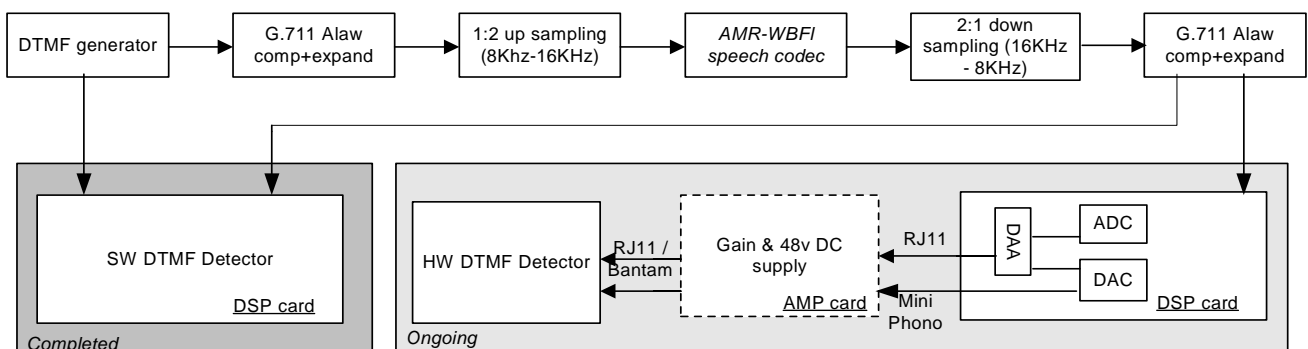 DTMF generator
G.711 Alaw
comp+expand
1:2 up sampling
(8Khz-16KHz)
AMR-WBFI
speech codec
2:1 down
sampling (16KHz
- 8KHz)
G.711 Alaw
comp+expand
SW DTMF Detector
DSP card
Completed
HW DTMF Detector
RJ11 /
Bantam
Gain & 48v DC
supply
AMP card
RJ11
Mini
Phono
DAA
ADC
DAC
DSP card
Ongoing